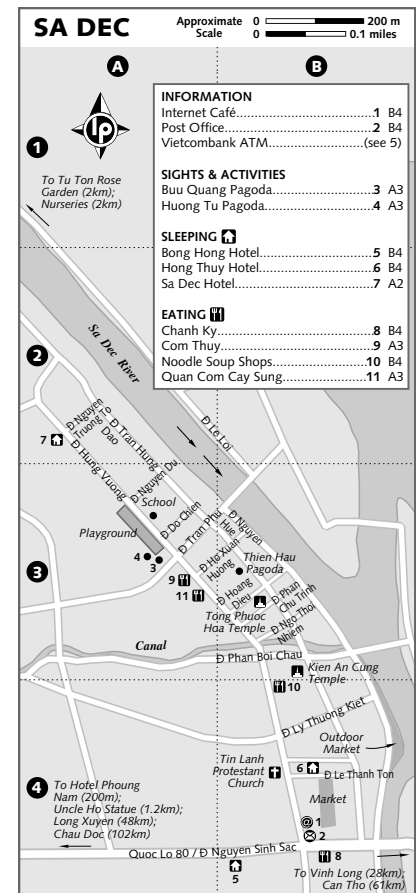 SA DEC
Approximate Scale
0 200 m
0 0.1 miles
A
B
lp
INFORMATION
Internet Café..........................1 B4
Post Office..............................2 B4
Vietcombank ATM..................(see 5)
SIGHTS & ACTIVITIES
Buu Quang Pagoda..................3 A3
Huong Tu Pagoda...................4 A3
SLEEPING
Bong Hong Hotel....................5 B4
Hong Thuy Hotel....................6 B4
Sa Dec Hotel..........................7 A2
EATING
Chanh Ky...............................8 B4
Com Thuy..............................9 A3
Noodle Soup Shops................10 B4
Quan Com Cay Sung...............11 A3
1
To Tu Ton Rose
Garden (2km);
Nurseries (2km)
Sa Dec River
2
Đ Nguyen
Truong To
Dao
Đ Tran Hung
Đ Le Loi
7
Đ Hung Vuong
Đ Nguyen Du
School
Đ Do Chien
Đ Tran Phu
Đ Nguyen
Hue
Playground
4
3
3
Đ Ho Xuan
Huong
Thien Hau
Pagoda
9
11
Đ Hoang
Dieu
Đ Phan
Chu Trinh
Tong Phuoc
Hoa Temple
Đ Ngo Thoi
Nhiem
Canal
Đ Phan Boi Chau
Kien An Cung
Temple
10
Đ Ly Thuong Kiet
Outdoor
Market
Tin Lanh
Protestant
Church
6
Đ Le Thanh Ton
4
To Hotel Phoung
Nam (200m);
Uncle Ho Statue (1.2km);
Long Xuyen (48km);
Chau Doc (102km)
Market
@ 1
2
Quoc Lo 80 / Đ Nguyen Sinh Sac
8
5
To Vinh Long (28km);
Can Tho (61km)